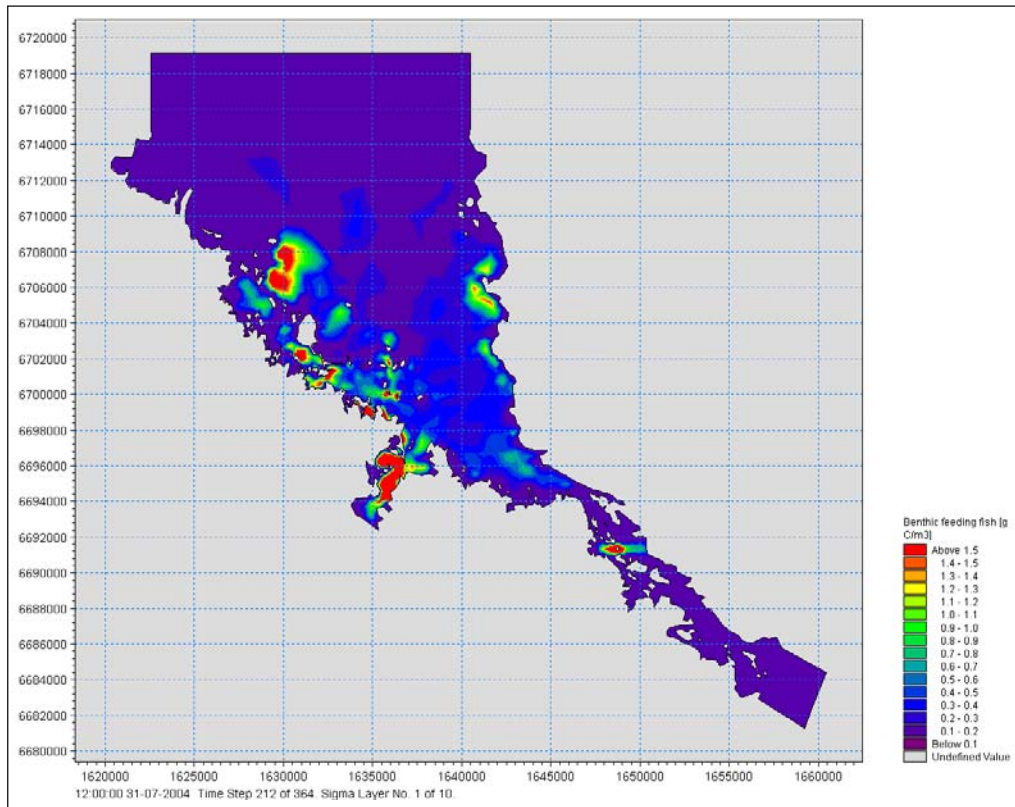 6720000
6718000
6716000
6714000
6712000
6710000
6708000
6706000
6704000
6702000
6700000
6698000
6696000
6694000
6692000
6690000
6688000
6686000
6684000
6682000
6680000
1620000 1625000 1630000 1635000 1640000 1645000 1650000 1655000 1660000
12:00:00 31-07-2004 Time Step 212 of 364. Sigma Layer No. 1 of 10.
Benthic feeding fish [g
C/m3]
Above 1.5
1.4 - 1.5
1.3 - 1.4
1.2 - 1.3
1.1 - 1.2
1.0 - 1.1
0.9 - 1.0
0.8 - 0.9
0.7 - 0.8
0.6 - 0.7
0.5 - 0.6
0.4 - 0.5
0.3 - 0.4
0.2 - 0.3
0.1 - 0.2
Below 0.1
Undefined Value